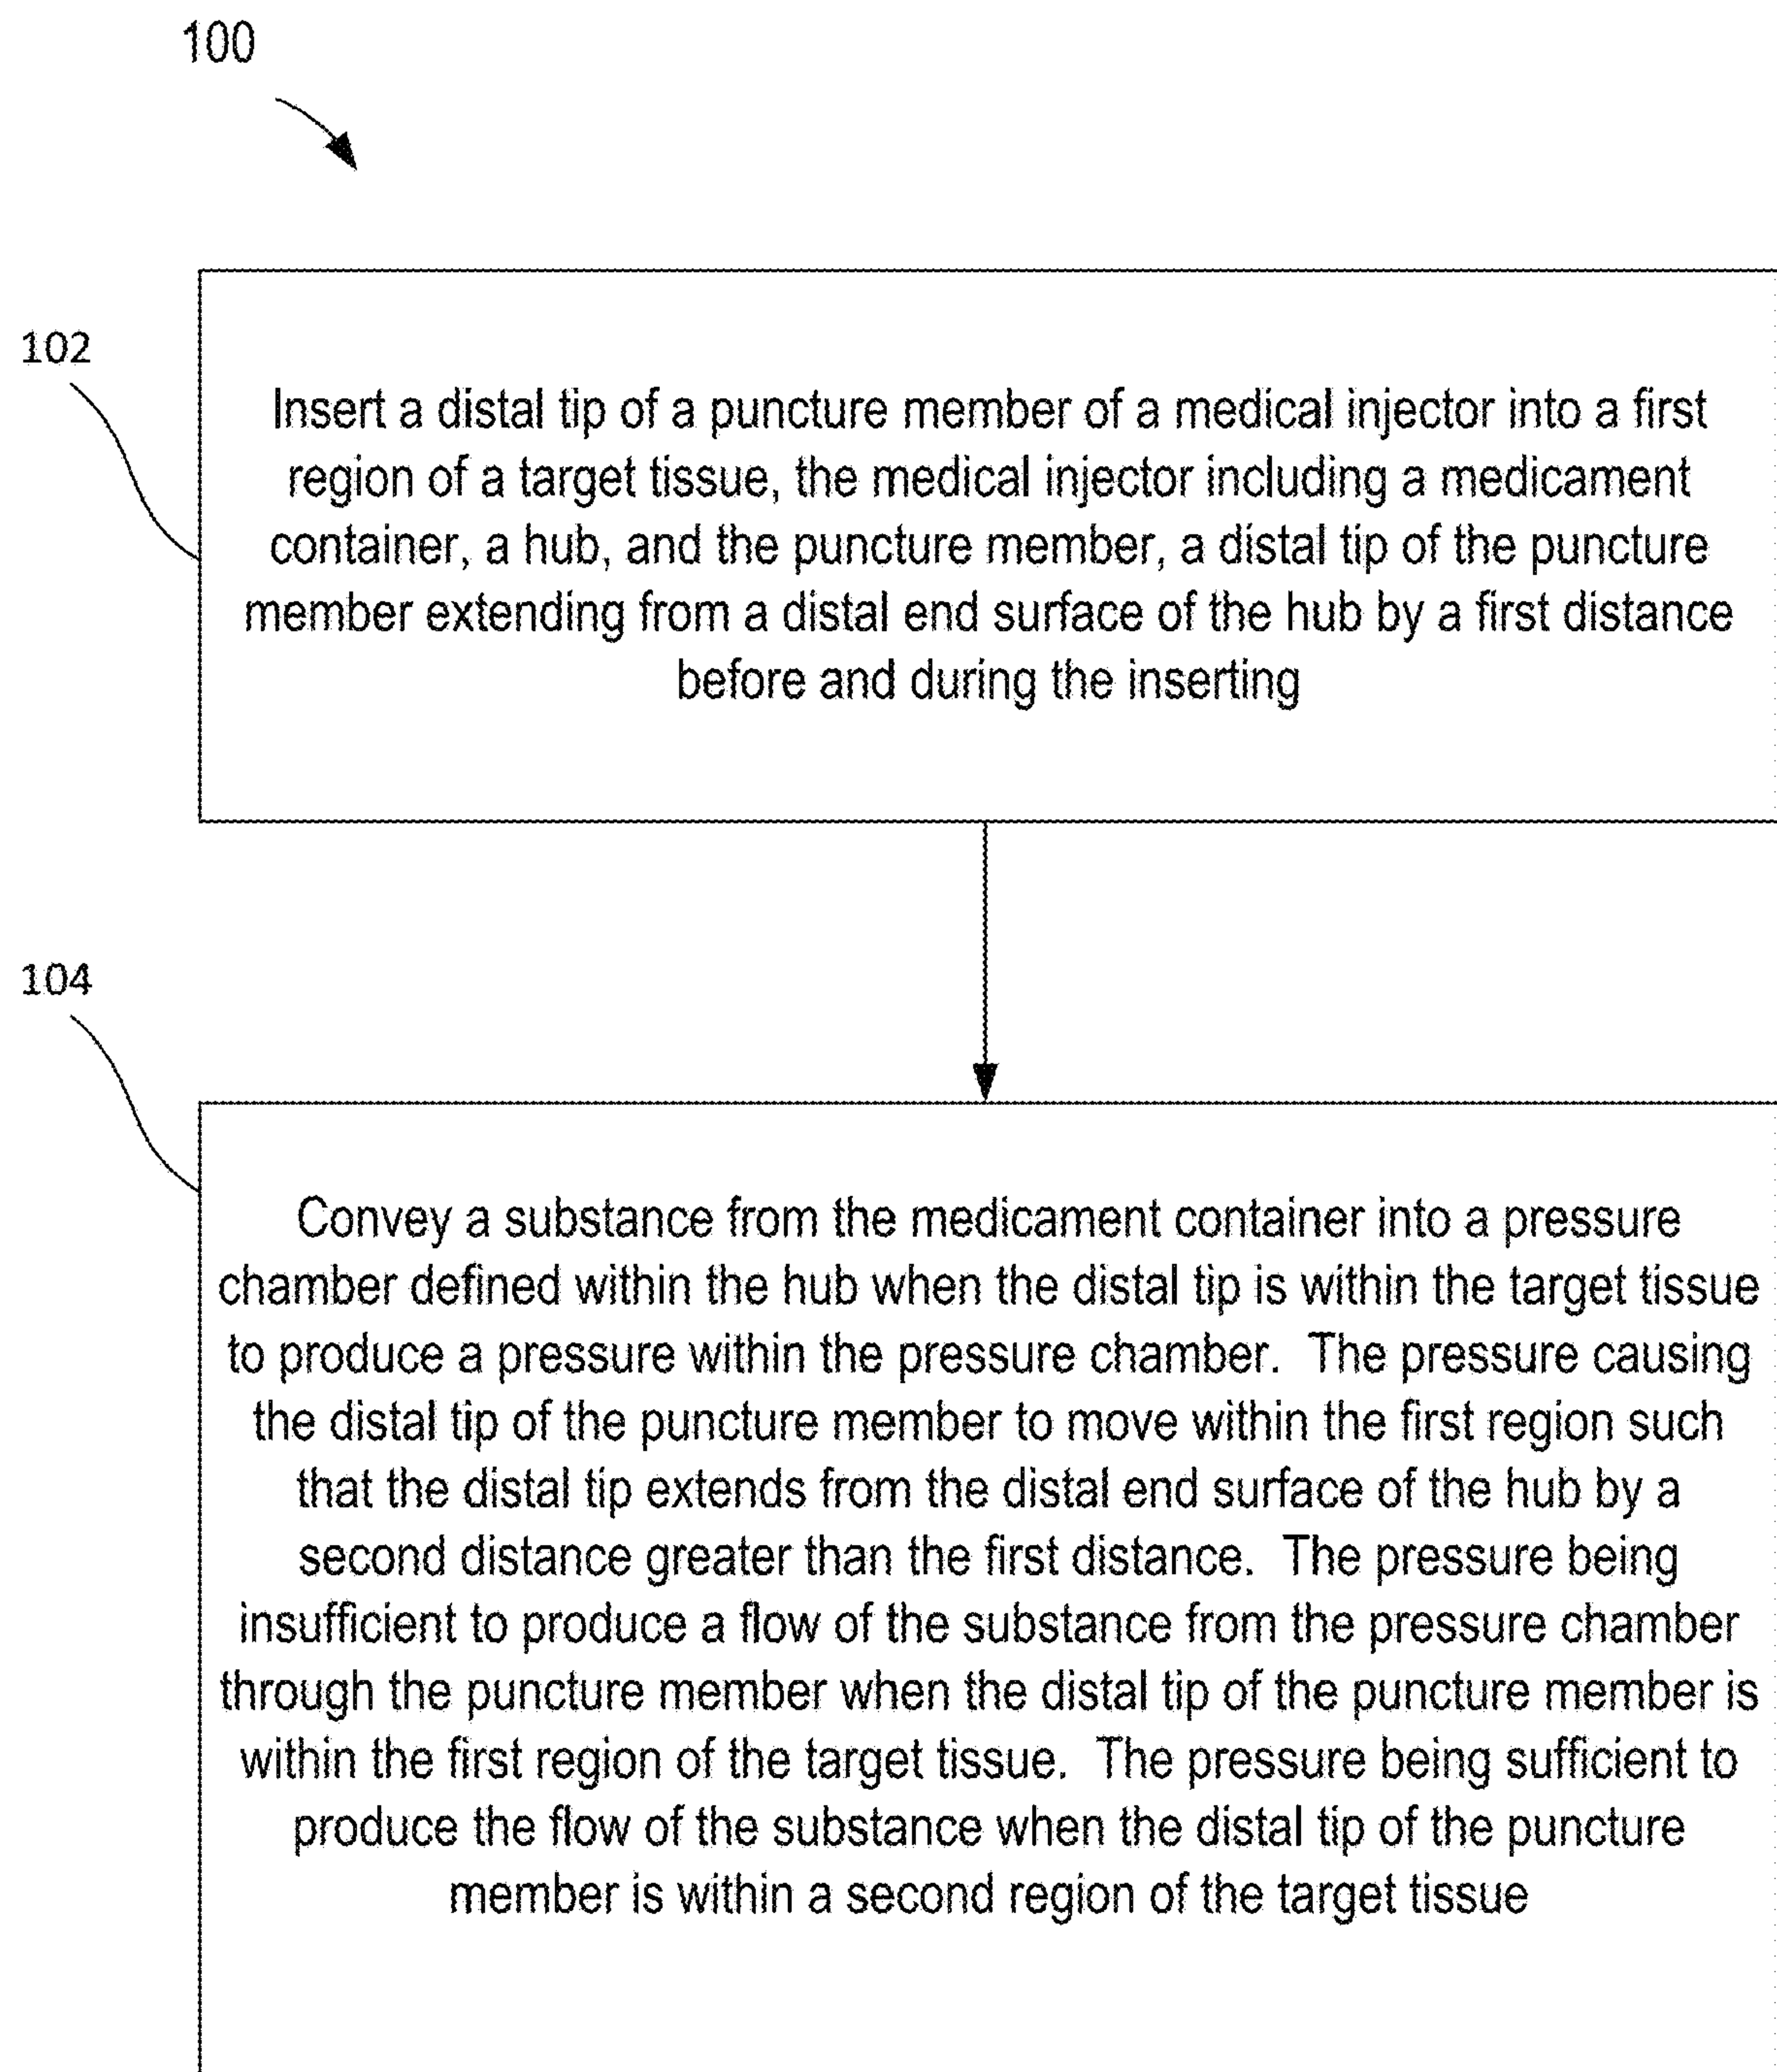 100
102
Insert a distal tip of a puncture member of a medical injector into a first
region of a target tissue, the medical injector including a medicament
container, a hub, and the puncture member, a distal tip of the puncture
member extending from a distal end surface of the hub by a first distance
before and during the inserting
104
Convey a substance from the medicament container into a pressure
chamber defined within the hub when the distal tip is within the target tissue
to produce a pressure within the pressure chamber.  The pressure causing
the distal tip of the puncture member to move within the first region such
that the distal tip extends from the distal end surface of the hub by a
second distance greater than the first distance.  The pressure being
insufficient to produce a flow of the substance from the pressure chamber
through the puncture member when the distal tip of the puncture member is
within the first region of the target tissue.  The pressure being sufficient to
produce the flow of the substance when the distal tip of the puncture
member is within a second region of the target tissue